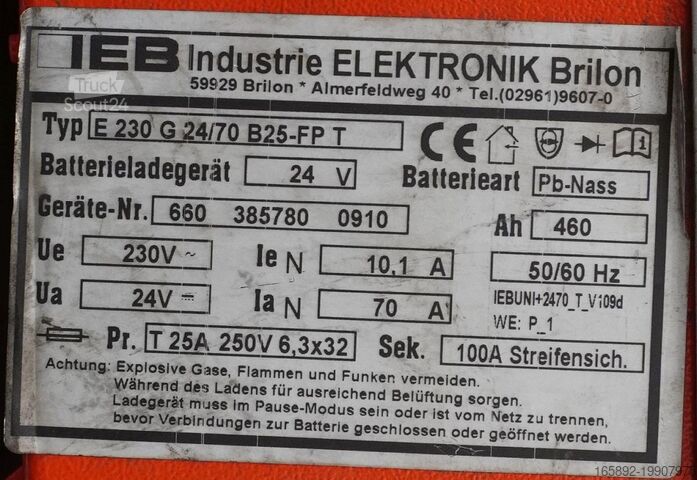 IEB Industrie ELEKTRONIK Brilon
59929 Brilon * Almerfeldweg 40 * Tel.(02961)9607-0
Truck
Scout24
Typ E 230 G 24/70 B25-FP T CE
Batterieladegerät 24 V Batterieart Pb-Nass
Geräte-Nr. 660 385780 0910 Ah 460
Ue 230V ~ Ie N 10,1 A 50/60 Hz
Ua 24V Ia N 70 A IEBUNI+2470_T_V109d
WE: P_1
Pr. T 25A 250V 6,3x32 Sek. 100A Streifensich.
Achtung: Explosive Gase, Flammen und Funken vermeiden.
Während des Ladens für ausreichend Belüftung sorgen.
Ladegerät muss im Pause-Modus sein oder ist vom Netz zu trennen,
bevor Verbindungen zur Batterie geschlossen oder geöffnet werden.